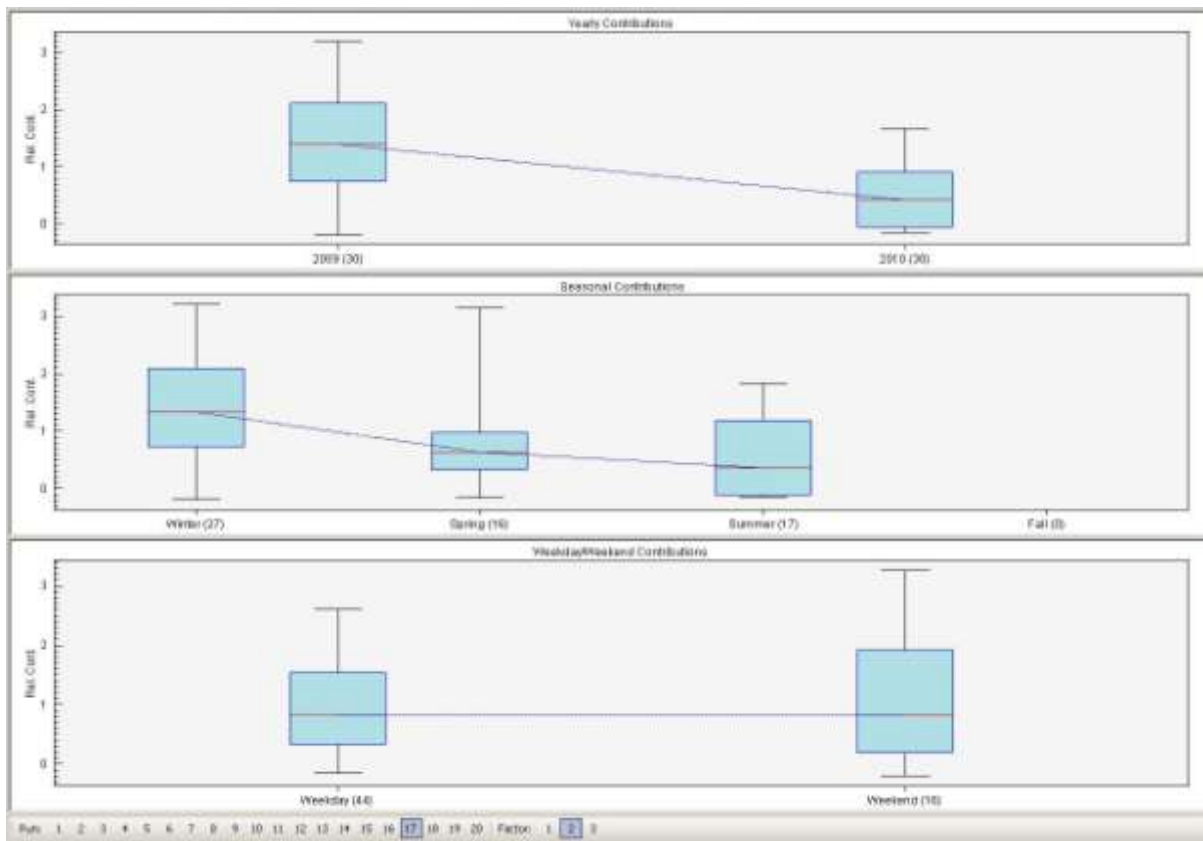 Yearly Contributions
Rel. Cont.
3
2
1
0
2009 (30)
2010 (30)
Seasonal Contributions
Rel. Cont.
3
2
1
0
Winter (27)
Spring (16)
Summer (17)
Fall (0)
Weekday/Weekend Contributions
Rel. Cont.
3
2
1
0
Weekday (44)
Weekend (16)
Run: 1 2 3 4 5 6 7 8 9 10 11 12 13 14 15 16 17 18 19 20 Factor: 1 2 3